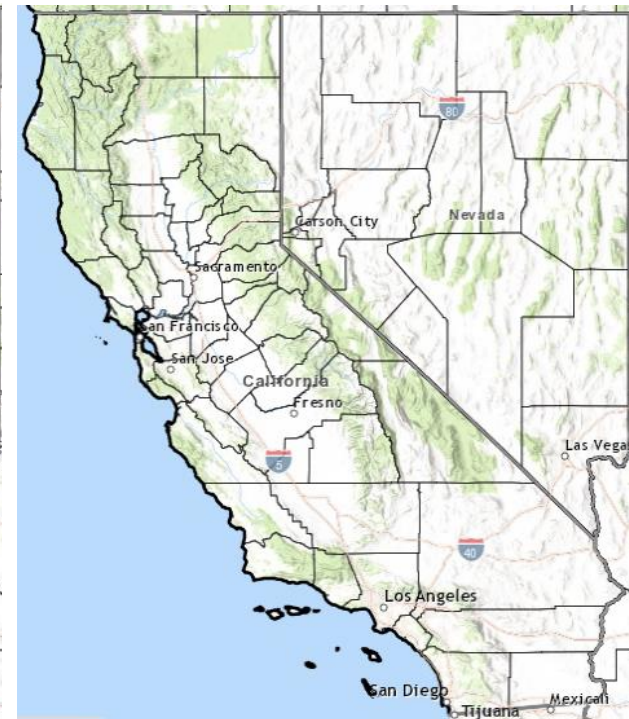 80
Nevada
Carson City
Sacramento
San Francisco
San Jose
California
Fresno
Las Vegas
5
40
Los Angeles
San Diego
Tijuana
Mexicali